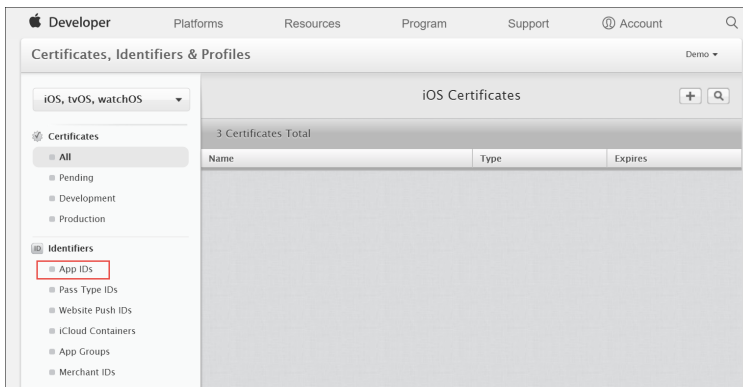 Developer Platforms Resources Program Support Account
Certificates, Identifiers & Profiles Demo
iOS, tvOS, watchOS
iOS Certificates
3 Certificates Total
Name Type Expires
Certificates
All
Pending
Development
Production
ID Identifiers
App IDs
Pass Type IDs
Website Push IDs
iCloud Containers
App Groups
Merchant IDs